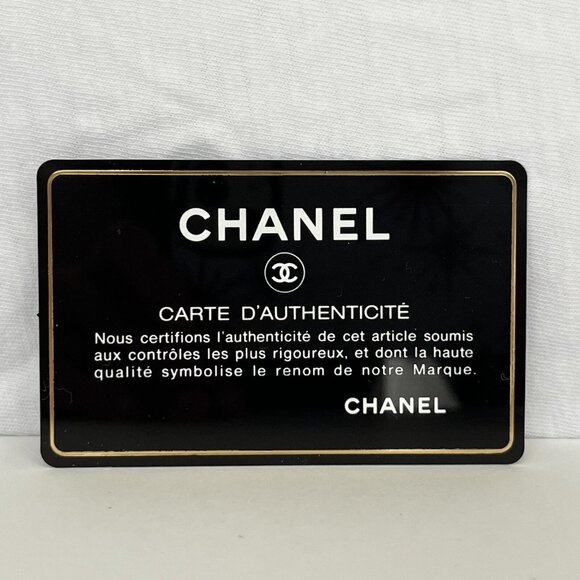 CHANEL
CARTE D'AUTHENTICITÉ
Nous certifions l'authenticité de cet article soumis
aux contrôles les plus rigoureux, et dont la haute
qualité symbolise le renom de notre Marque.
CHANEL